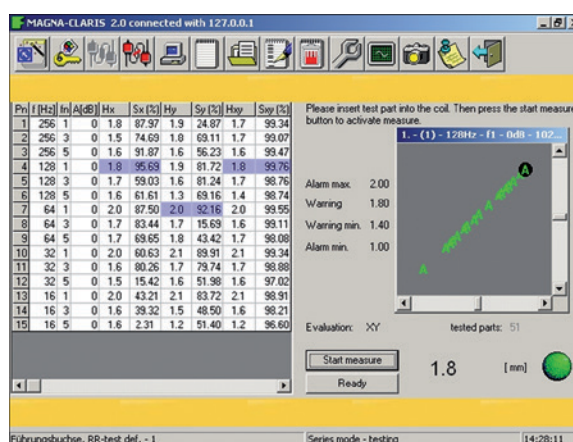 MAGNA-CLARIS 2.0 connected with 127.0.0.1
Pn f [Hz] In A[dB] Hx Sx (%) Hy Sy (%) Hxy Sxy (%)
1 256 1 0 1.8 87.97 1.9 24.87 1.7 99.34
2 256 3 0 1.5 74.69 1.8 69.11 1.7 99.07
3 256 5 0 1.6 91.87 1.6 56.23 1.6 99.47
4 128 1 0 1.8 95.69 1.9 81.72 1.8 99.76
5 128 3 0 1.7 59.03 1.6 81.24 1.7 98.76
6 128 5 0 1.6 61.61 1.3 69.16 1.4 98.74
7 64 1 0 2.0 87.50 2.0 92.16 2.0 99.55
8 64 3 0 1.7 83.44 1.7 15.69 1.6 99.11
9 64 5 0 1.7 69.65 1.8 43.42 1.7 98.08
10 32 1 0 2.0 60.63 2.1 89.91 2.1 99.34
11 32 3 0 1.6 80.26 1.7 79.74 1.7 98.88
12 32 5 0 1.5 15.42 1.6 51.98 1.6 97.02
13 16 1 0 2.0 43.21 2.1 83.72 2.1 98.91
14 16 3 0 1.6 39.32 1.5 48.50 1.6 98.21
15 16 5 0 1.6 2.31 1.2 51.40 1.2 96.60
Please insert test part into the coil. Then press the start measure
button to activate measure.
1. - (1) - 128Hz - f1 - 0dB - 102...
A
A
A
Alarm max. 2.00
Warring 1.80
Warring min. 1.40
Alarm min. 1.00
Evaluation: XY tested parts: 51
Start measure
1.8 [mm]
Ready
Führungsbuchse, RR-test def. - 1
Series mode - testing
14:28:11